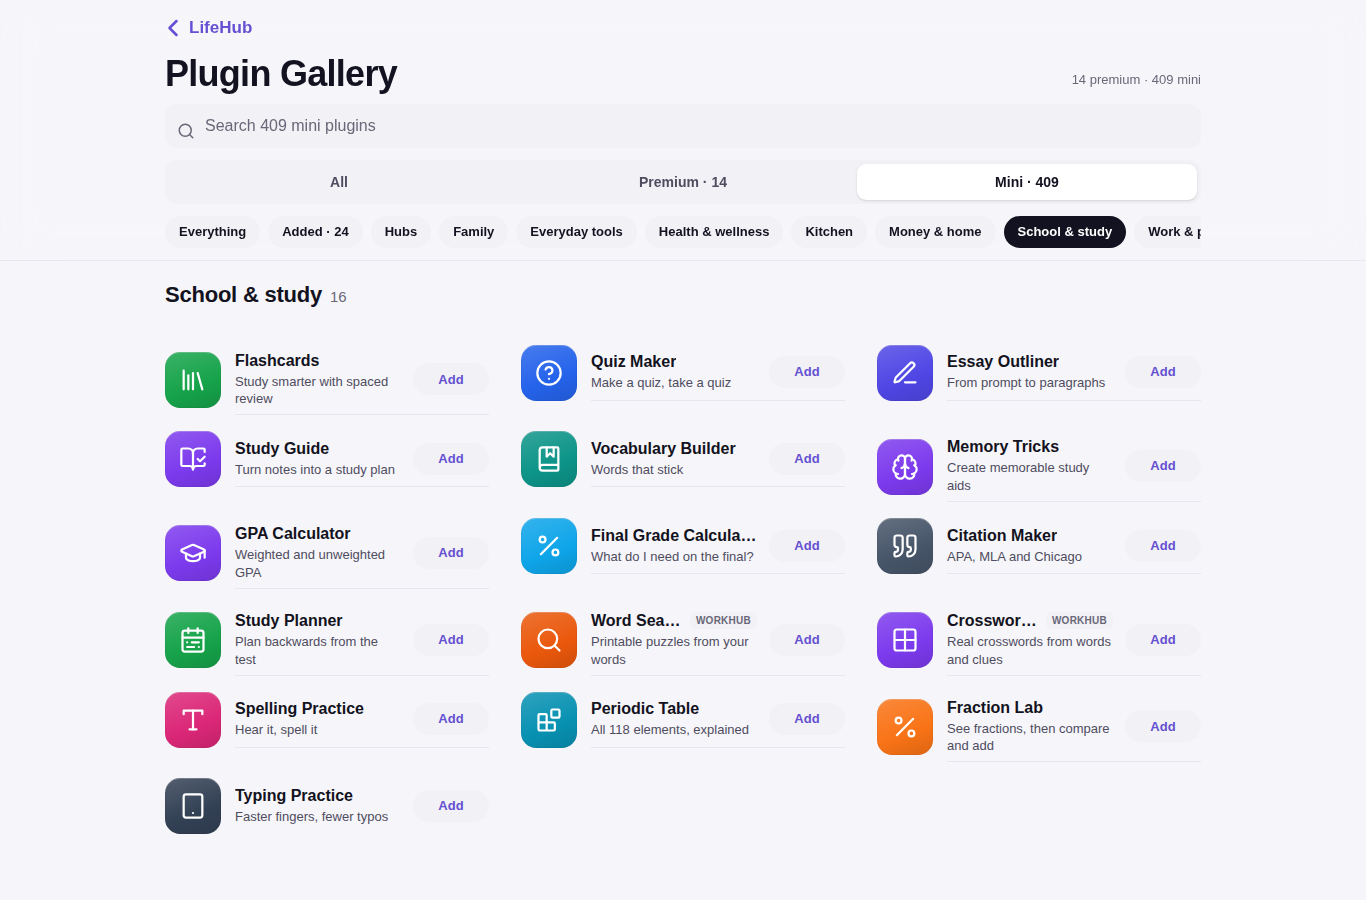 LifeHub
Plugin Gallery
14 premium · 409 mini
Search 409 mini plugins
All
Premium · 14
Mini · 409
Everything
Added · 24
Hubs
Family
Everyday tools
Health & wellness
Kitchen
Money & home
School & study
Work & p
School & study 16
Flashcards
Study smarter with spaced
review
Add
Quiz Maker
Make a quiz, take a quiz
Add
Essay Outliner
From prompt to paragraphs
Add
Study Guide
Turn notes into a study plan
Add
Vocabulary Builder
Words that stick
Add
Memory Tricks
Create memorable study
aids
Add
GPA Calculator
Weighted and unweighted
GPA
Add
Final Grade Calcula…
What do I need on the final?
Add
Citation Maker
APA, MLA and Chicago
Add
Study Planner
Plan backwards from the
test
Add
Word Sea… WORKHUB
Printable puzzles from your
words
Add
Crosswor… WORKHUB
Real crosswords from words
and clues
Add
Spelling Practice
Hear it, spell it
Add
Periodic Table
All 118 elements, explained
Add
Fraction Lab
See fractions, then compare
and add
Add
Typing Practice
Faster fingers, fewer typos
Add